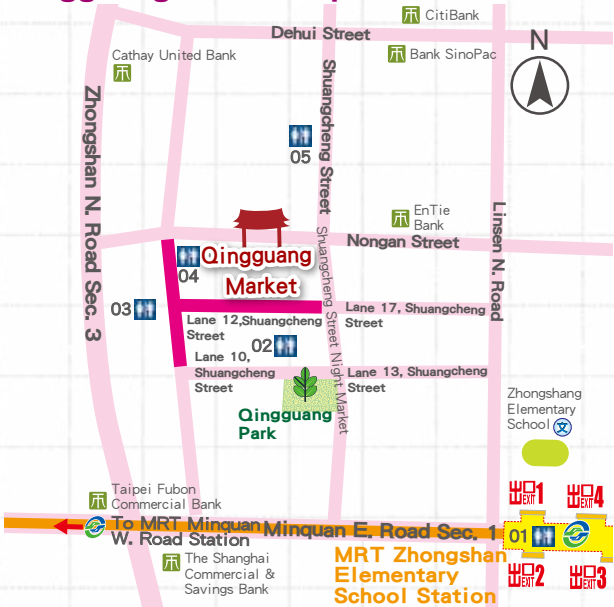 CitiBank
Dehui Street
N
Cathay United Bank
Bank SinoPac
Zhongshan N. Road Sec. 3
Shuangcheng Street
05
EnTie
Bank
Linsen N. Road
Nongan Street
Shuangcheng Street Night Market
Qingguang
Market
04
03
Lane 12,Shuangcheng
Street
Lane 17, Shuangcheng
Street
02
Lane 10,
Shuangcheng
Street
Lane 13, Shuangcheng
Street
Qingguang
Park
Zhongshang
Elementary
School
文
Taipei Fubon
Commercial Bank
出口1
EXIT
出口4
EXIT
To MRT Minquan
W. Road Station
Minquan E. Road Sec. 1
01
The Shanghai
Commercial &
Savings Bank
MRT Zhongshan
Elementary
School Station
出口2
EXIT
出口3
EXIT